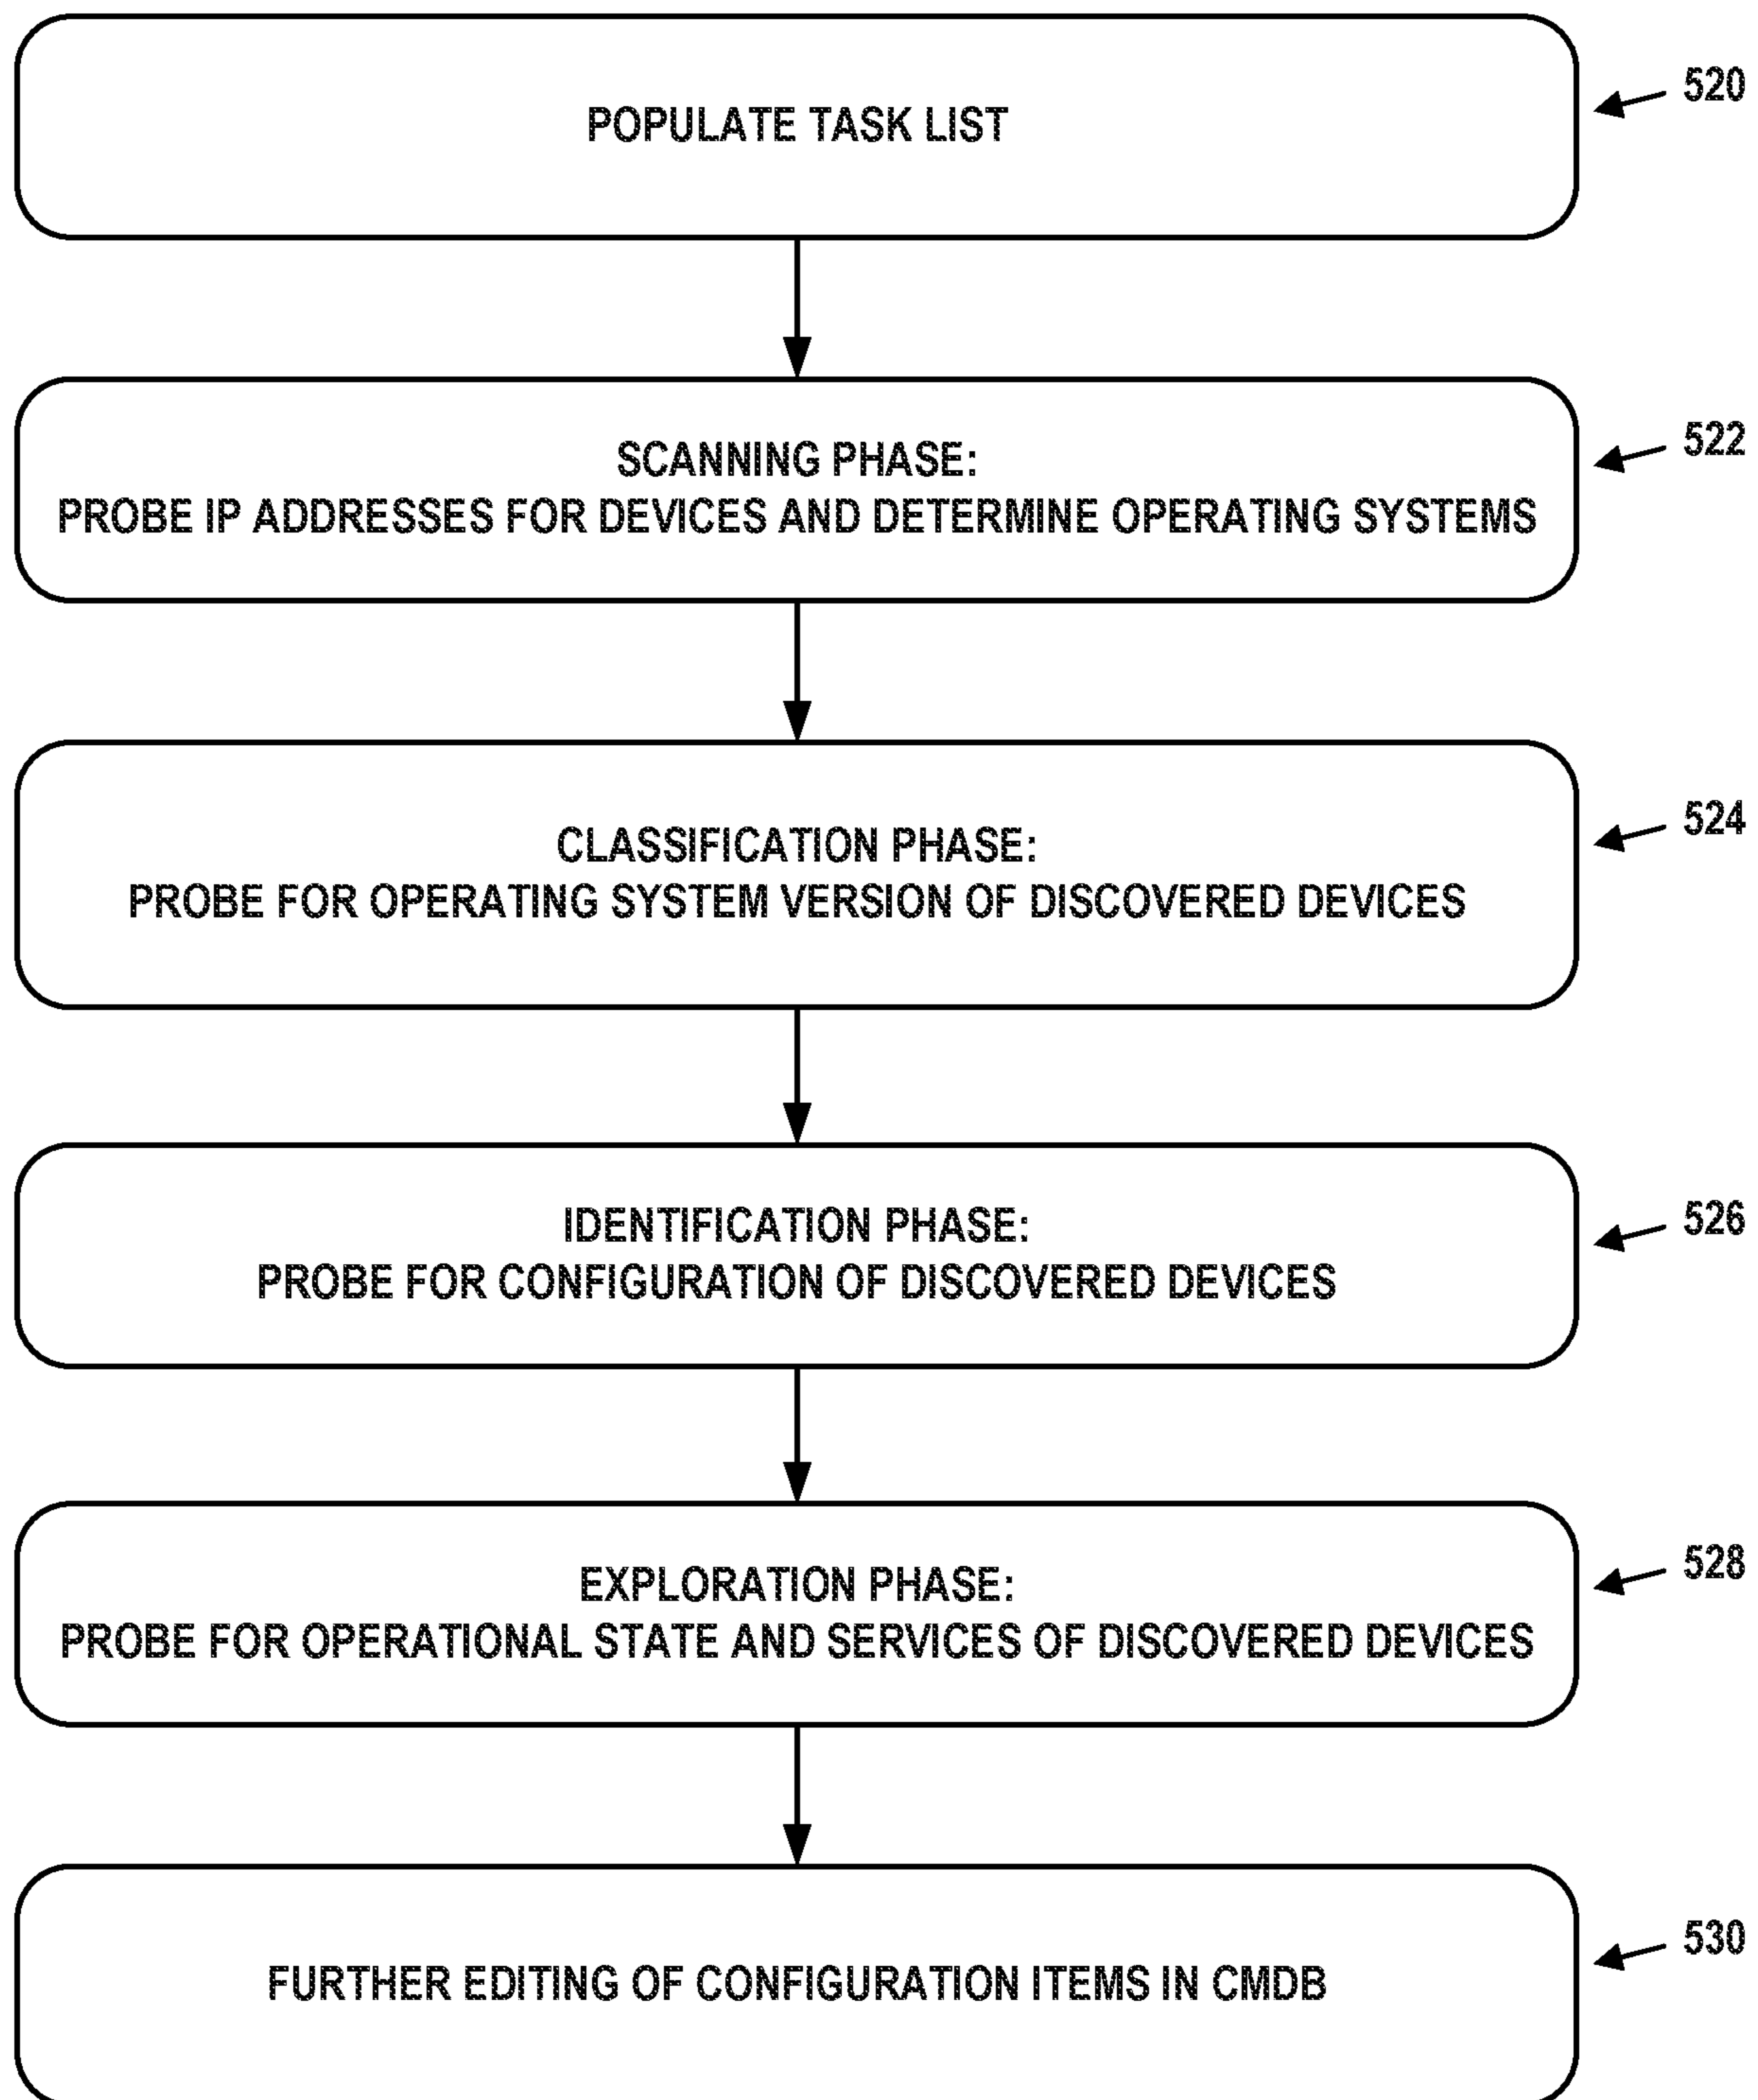 POPULATE TASK LIST
520
SCANNING PHASE:
PROBE IP ADDRESSES FOR DEVICES AND DETERMINE OPERATING SYSTEMS
522
CLASSIFICATION PHASE:
PROBE FOR OPERATING SYSTEM VERSION OF DISCOVERED DEVICES
524
IDENTIFICATION PHASE:
PROBE FOR CONFIGURATION OF DISCOVERED DEVICES
526
EXPLORATION PHASE:
PROBE FOR OPERATIONAL STATE AND SERVICES OF DISCOVERED DEVICES
528
FURTHER EDITING OF CONFIGURATION ITEMS IN CMDB
530